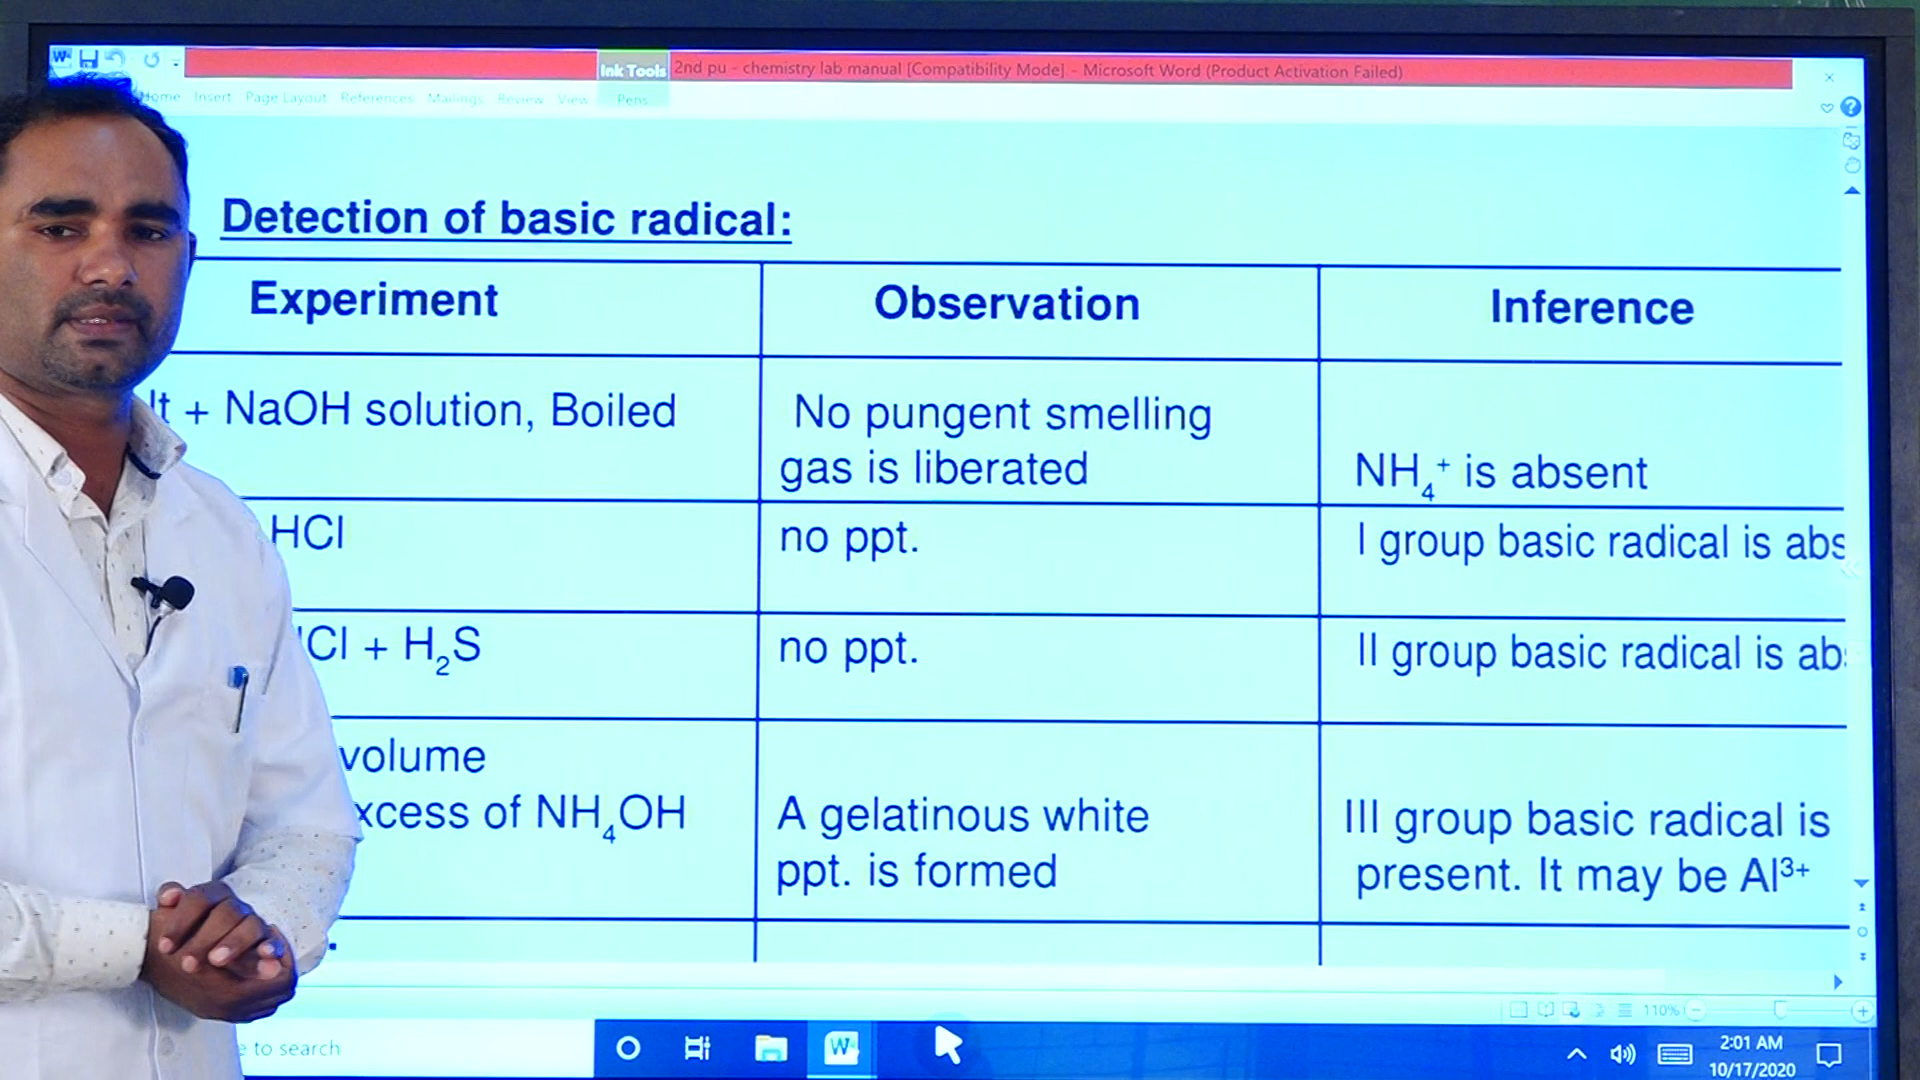 Ink Tools 2nd pu - chemistry lab manual [Compatibility Mode] - Microsoft Word (Product Activation Failed)
Home Insert Page Layout References Mailings Review View Pens
Detection of basic radical:
Experiment Observation Inference
lt + NaOH solution, Boiled No pungent smelling
gas is liberated NH₄⁺ is absent
HCl no ppt. I group basic radical is abs
Cl + H₂S no ppt. II group basic radical is ab
volume
xcess of NH₄OH A gelatinous white III group basic radical is
ppt. is formed present. It may be Al³⁺
110%
e to search
W
2:01 AM
10/17/2020